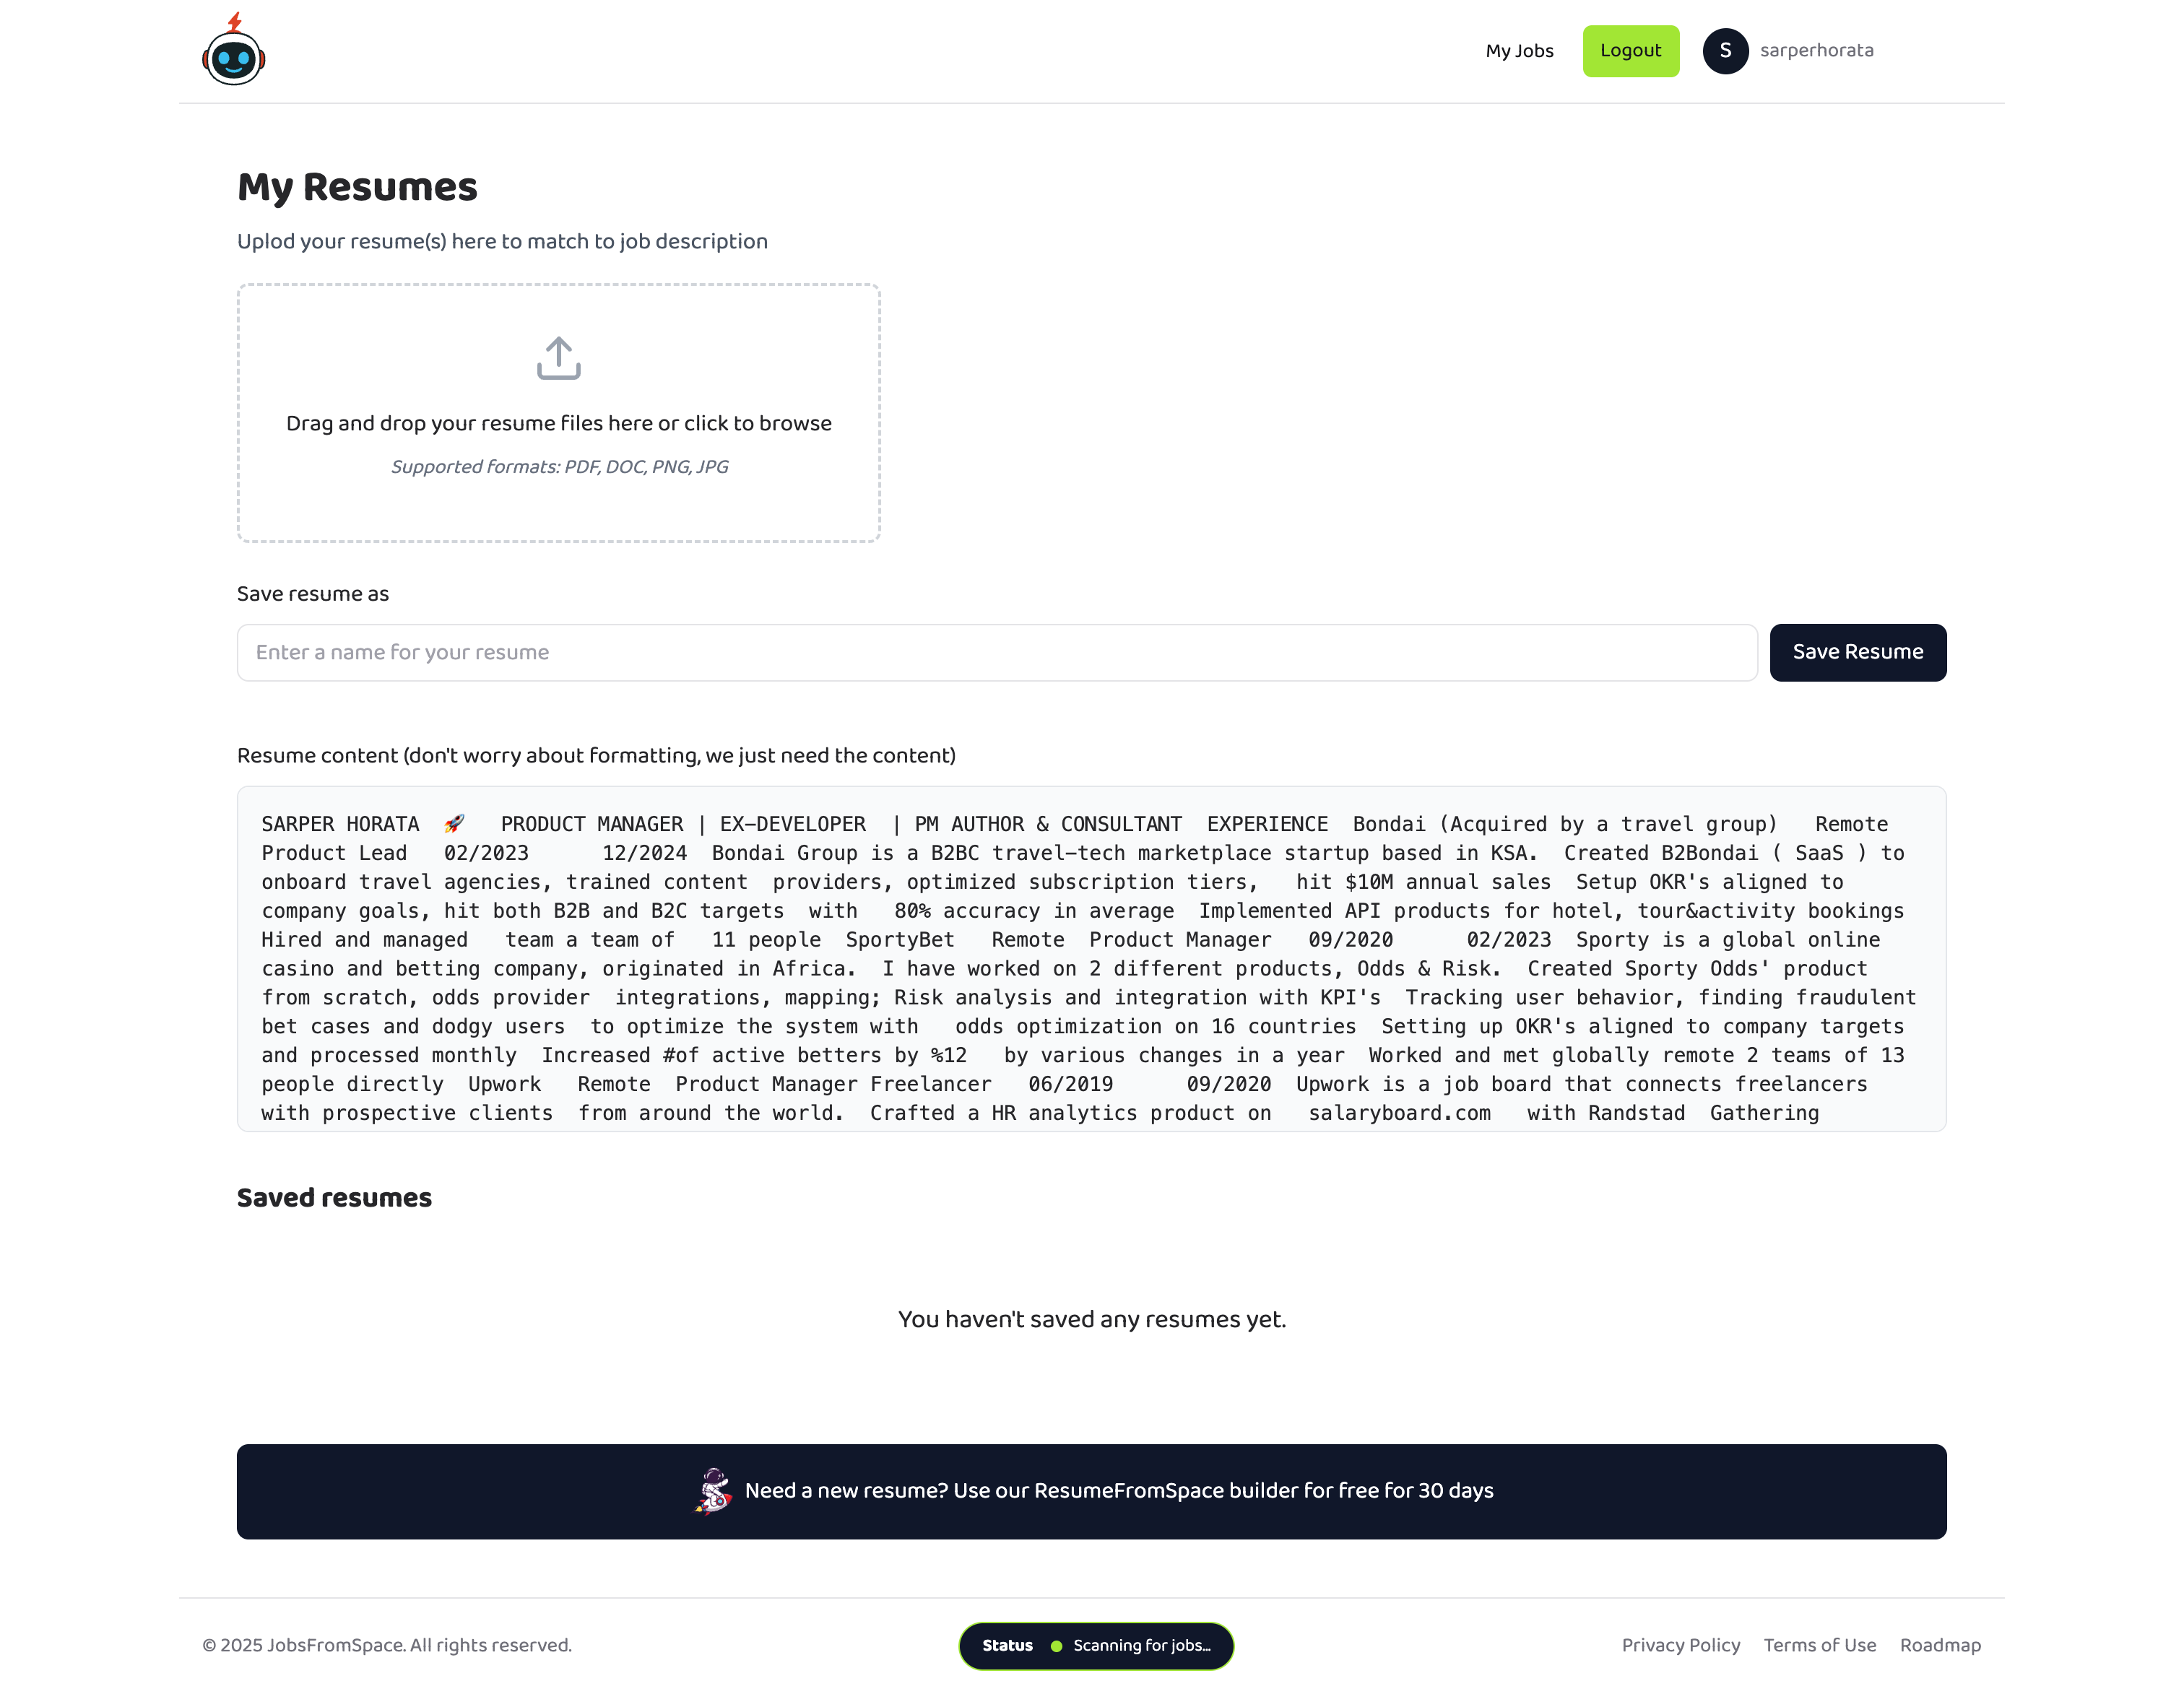 My Jobs
Logout
S
sarperhorata
My Resumes
Uplod your resume(s) here to match to job description
Drag and drop your resume files here or click to browse
Supported formats: PDF, DOC, PNG, JPG
Save resume as
Enter a name for your resume
Save Resume
Resume content (don't worry about formatting, we just need the content)
SARPER HORATA 🚀 PRODUCT MANAGER | EX-DEVELOPER | PM AUTHOR & CONSULTANT EXPERIENCE Bondai (Acquired by a travel group) Remote
Product Lead 02/2023 12/2024 Bondai Group is a B2BC travel-tech marketplace startup based in KSA. Created B2Bondai ( SaaS ) to
onboard travel agencies, trained content providers, optimized subscription tiers, hit $10M annual sales Setup OKR's aligned to
company goals, hit both B2B and B2C targets with 80% accuracy in average Implemented API products for hotel, tour&activity bookings
Hired and managed team a team of 11 people SportyBet Remote Product Manager 09/2020 02/2023 Sporty is a global online
casino and betting company, originated in Africa. I have worked on 2 different products, Odds & Risk. Created Sporty Odds' product
from scratch, odds provider integrations, mapping; Risk analysis and integration with KPI's Tracking user behavior, finding fraudulent
bet cases and dodgy users to optimize the system with odds optimization on 16 countries Setting up OKR's aligned to company targets
and processed monthly Increased #of active betters by %12 by various changes in a year Worked and met globally remote 2 teams of 13
people directly Upwork Remote Product Manager Freelancer 06/2019 09/2020 Upwork is a job board that connects freelancers
with prospective clients from around the world. Crafted a HR analytics product on salaryboard.com with Randstad Gathering
Saved resumes
You haven't saved any resumes yet.
Need a new resume? Use our ResumeFromSpace builder for free for 30 days
© 2025 JobsFromSpace. All rights reserved.
Status
Scanning for jobs...
Privacy Policy
Terms of Use
Roadmap